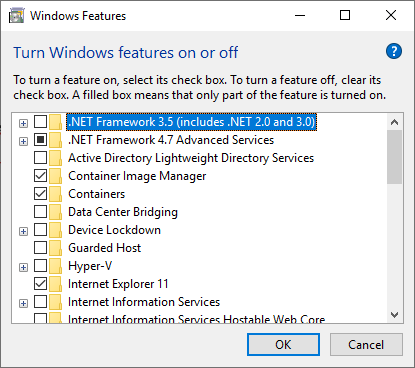 Windows Features
Turn Windows features on or off
To turn a feature on, select its check box. To turn a feature off, clear its
check box. A filled box means that only part of the feature is turned on.
.NET Framework 3.5 (includes .NET 2.0 and 3.0)
.NET Framework 4.7 Advanced Services
Active Directory Lightweight Directory Services
Container Image Manager
Containers
Data Center Bridging
Device Lockdown
Guarded Host
Hyper-V
Internet Explorer 11
Internet Information Services
Internet Information Services Hostable Web Core
OK
Cancel